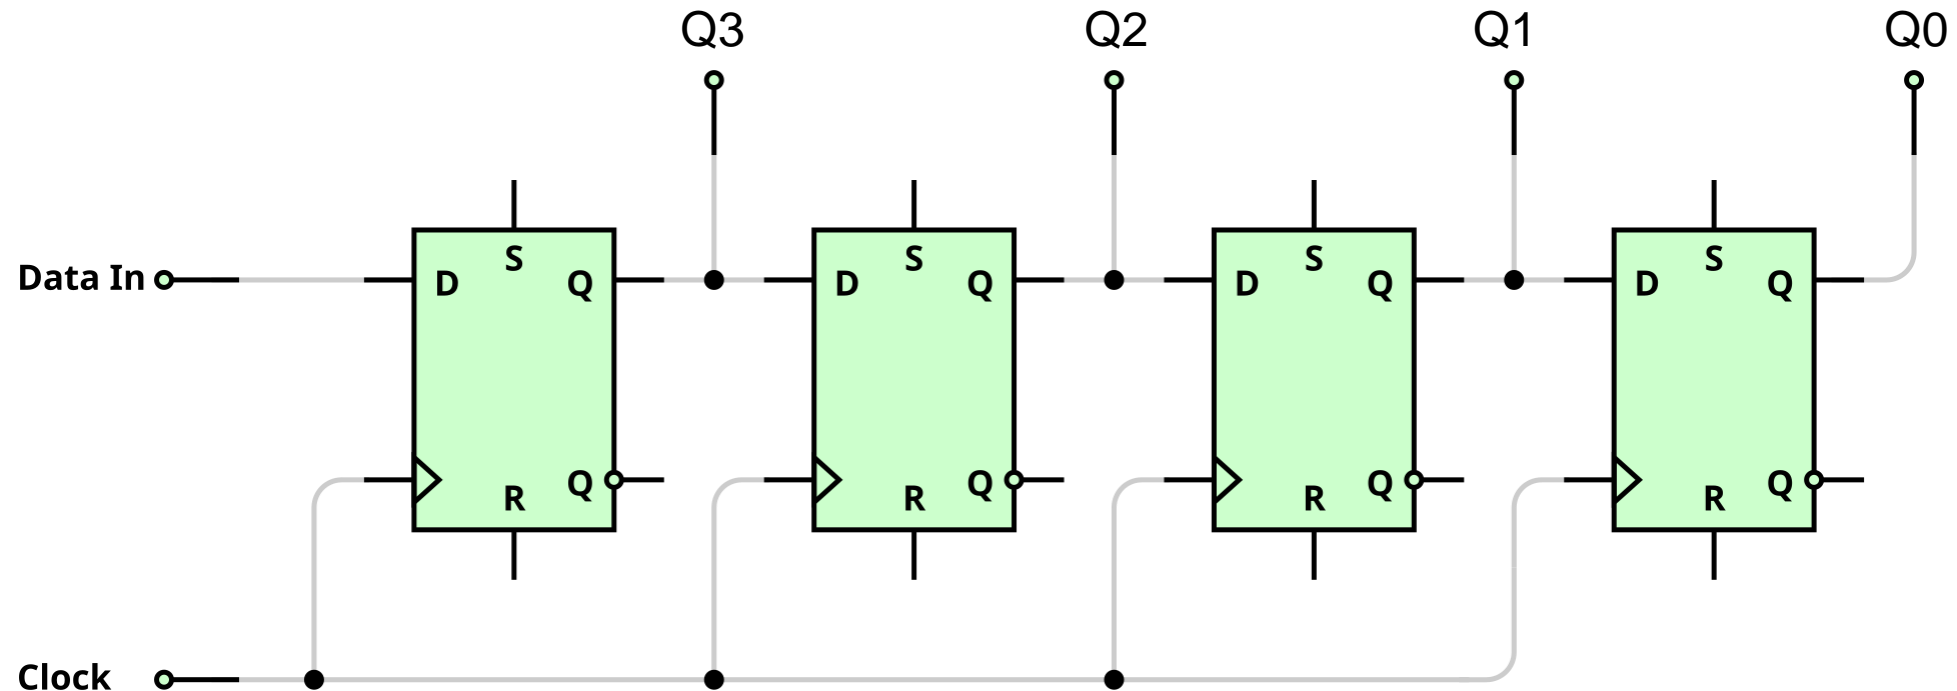 Q3 Q2 Q1 Q0
S S S S
Data In D Q D Q D Q D Q
R Q R Q R Q R Q
Clock